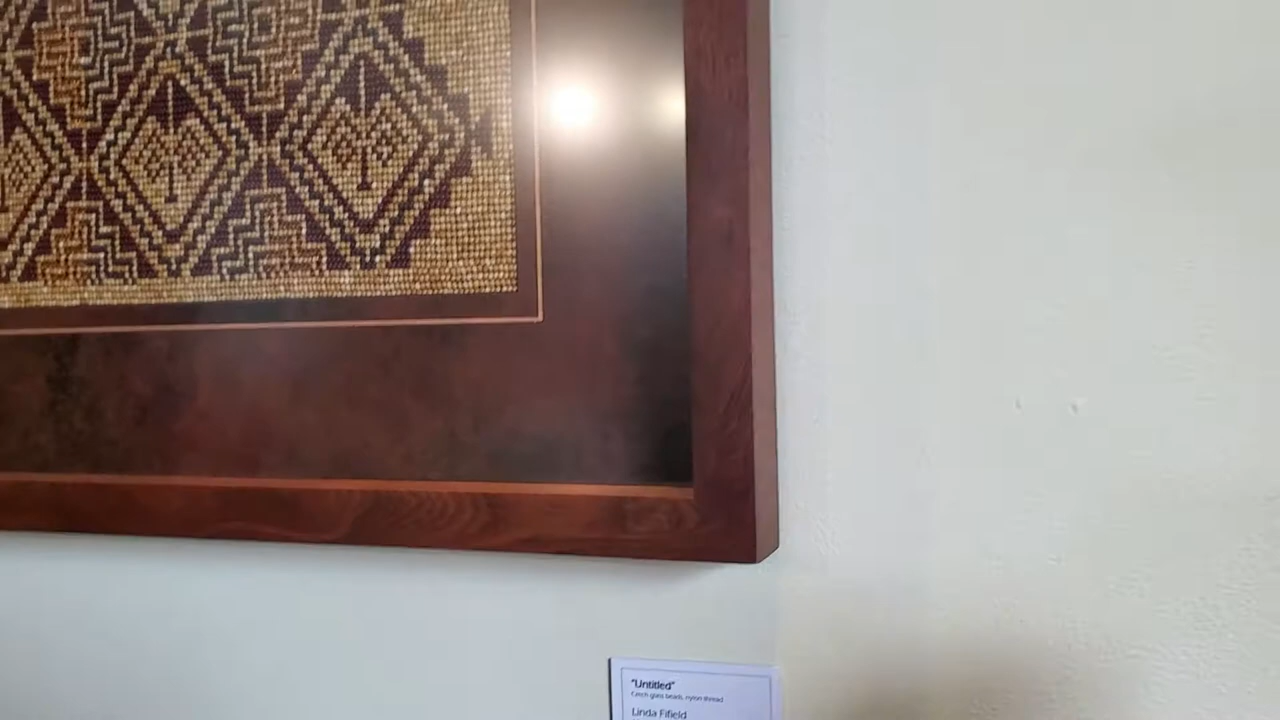 "Untitled"
Czech glass beads, nylon thread
Linda Fifield